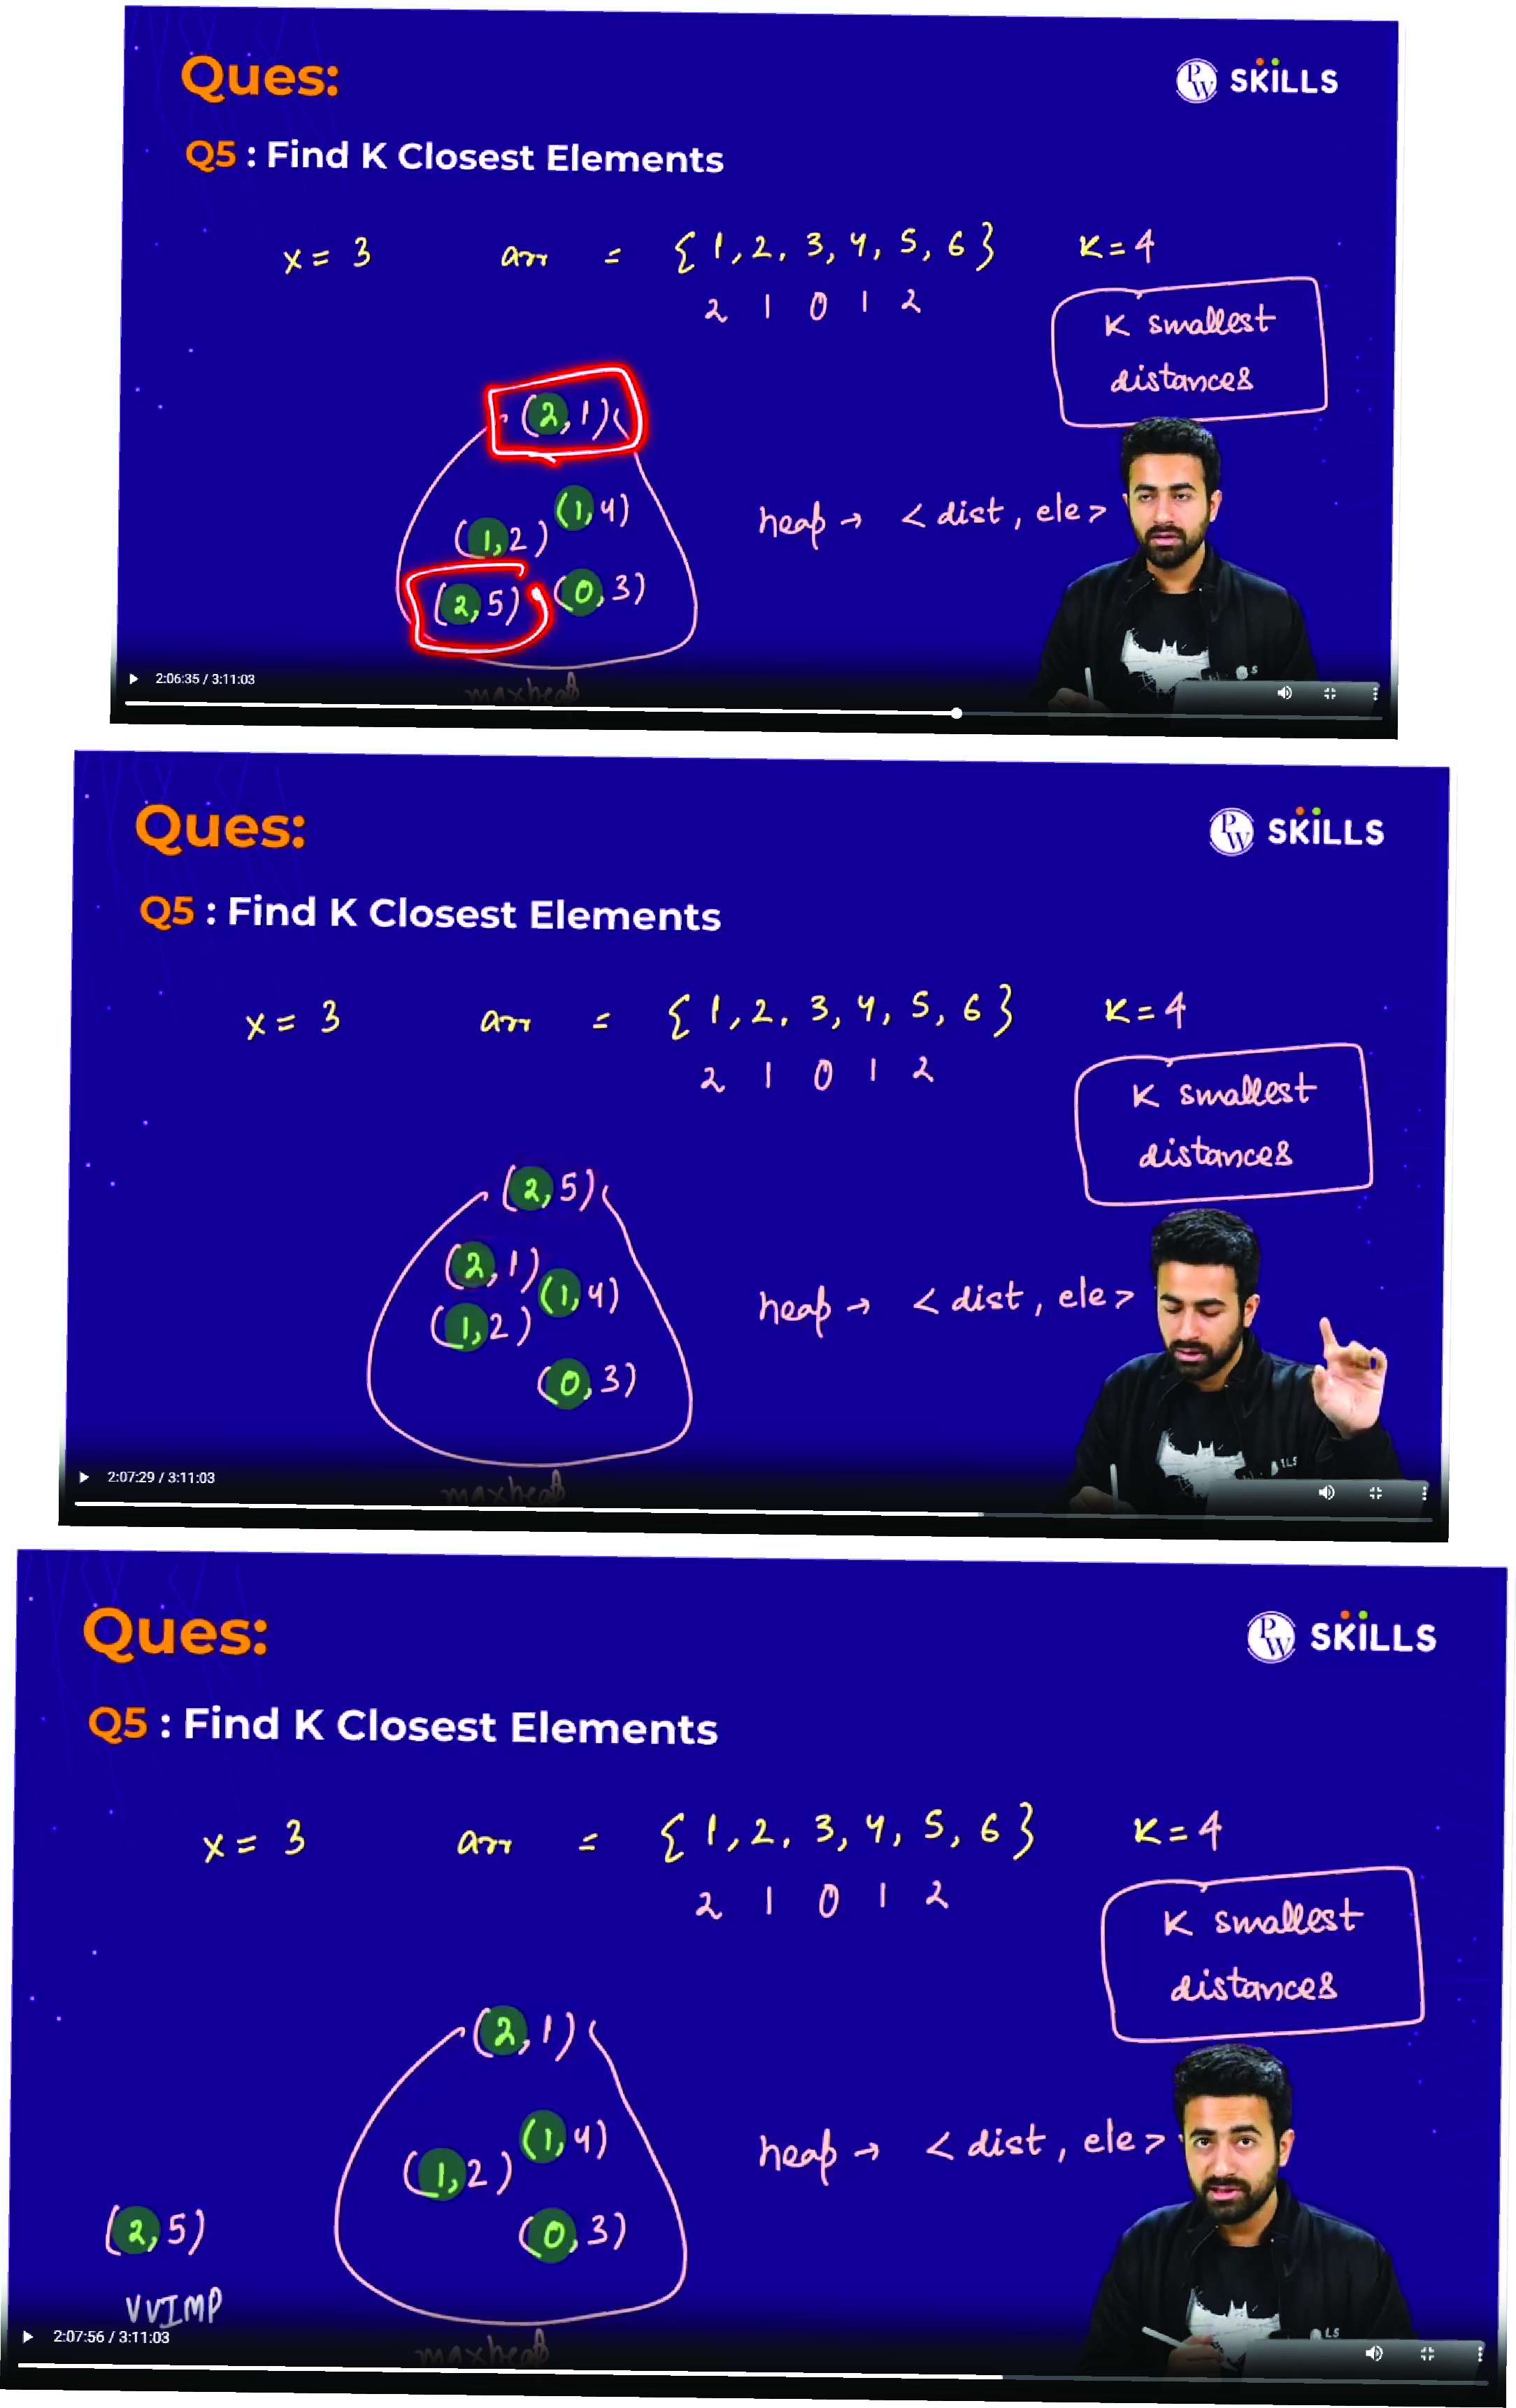 Ques:
PW SKILLS
Q5 : Find K Closest Elements
x = 3 arr = { 1, 2, 3, 4, 5, 6 } K = 4
2 1 0 1 2
K smallest
distances
(2, 1)
(1, 4)
(1, 2)
heap → < dist, ele >
(2, 5) (0, 3)
2:06:35 / 3:11:03
maxheap
Ques:
PW SKILLS
Q5 : Find K Closest Elements
x = 3 arr = { 1, 2, 3, 4, 5, 6 } K = 4
2 1 0 1 2
K smallest
distances
(2, 5)
(2, 1)
(1, 4)
heap → < dist, ele >
(1, 2)
(0, 3)
2:07:29 / 3:11:03
maxheap
Ques:
PW SKILLS
Q5 : Find K Closest Elements
x = 3 arr = { 1, 2, 3, 4, 5, 6 } K = 4
2 1 0 1 2
K smallest
distances
(2, 1)
(1, 4)
heap → < dist, ele >
(1, 2)
(2, 5) (0, 3)
VVIMP
2:07:56 / 3:11:03
maxheap